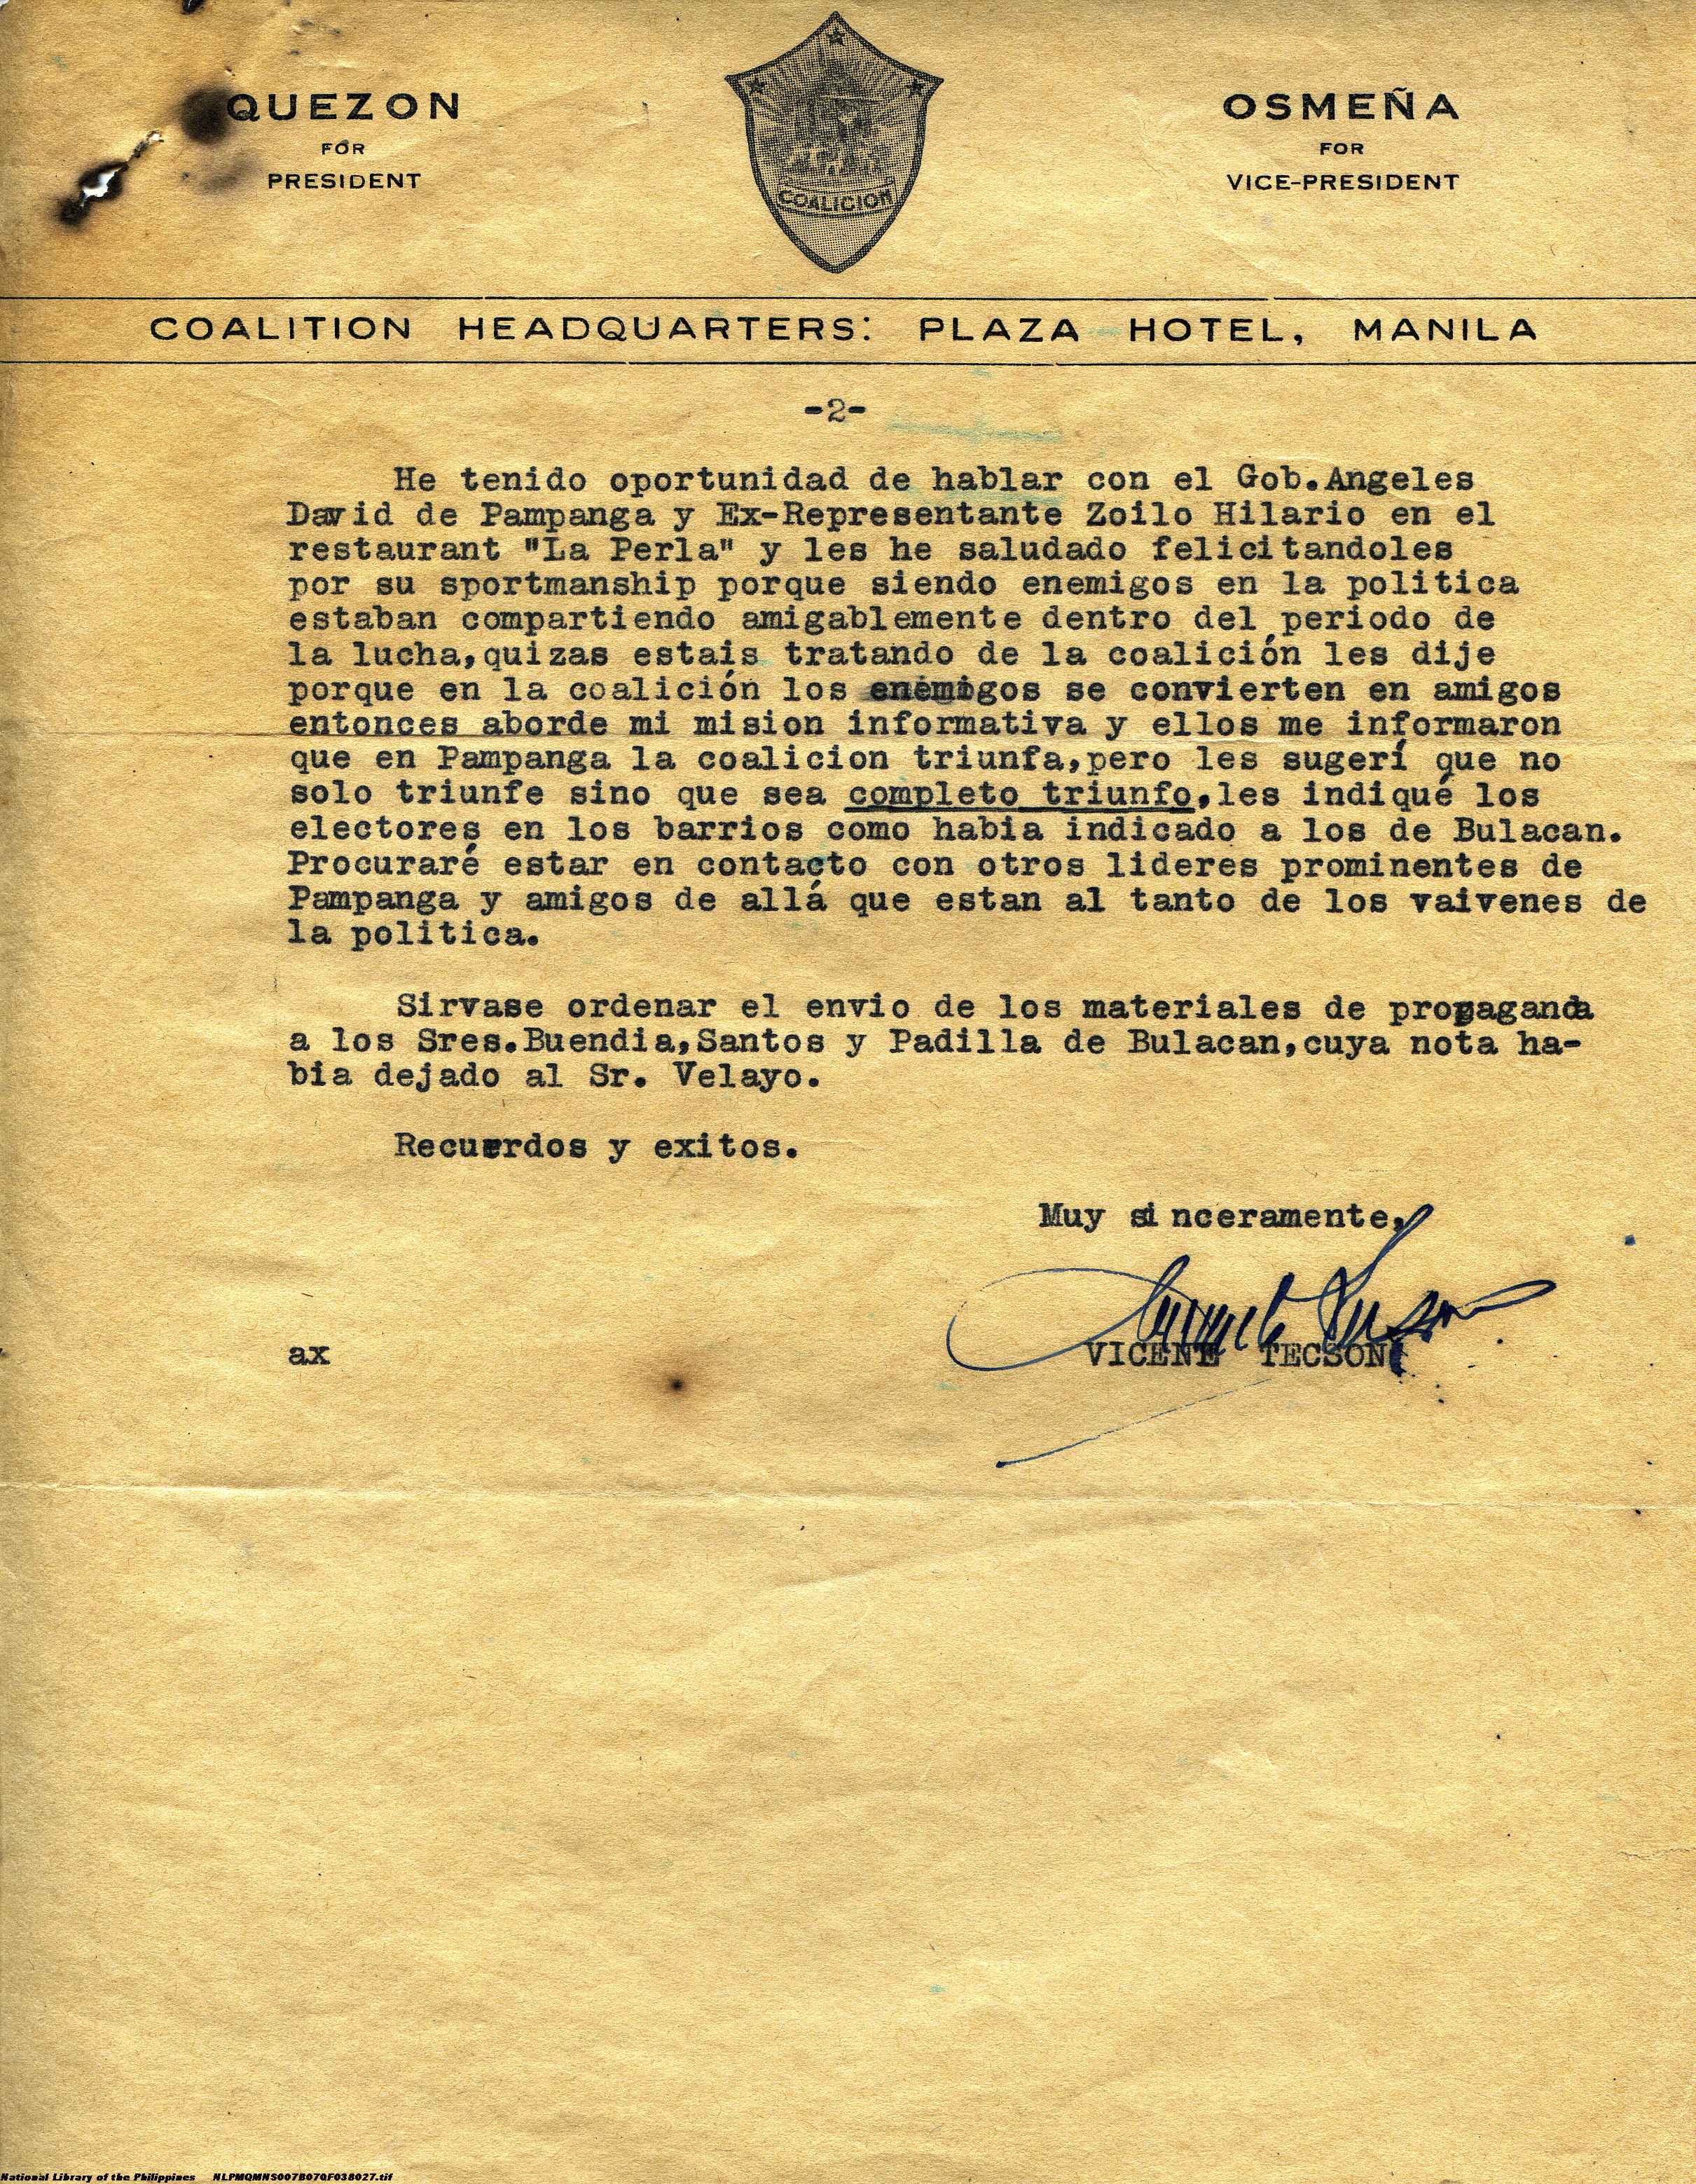 QUEZON
FOR
PRESIDENT
COALICION
OSMEÑA
FOR
VICE-PRESIDENT
COALITION HEADQUARTERS: PLAZA HOTEL, MANILA
-2-
He tenido oportunidad de hablar con el Gob.Angeles
David de Pampanga y Ex-Representante Zoilo Hilario en el
restaurant "La Perla" y les he saludado felicitandoles
por su sportmanship porque siendo enemigos en la politica
estaban compartiendo amigablemente dentro del periodo de
la lucha,quizas estais tratando de la coalición les dije
porque en la coalición los enemigos se convierten en amigos
entonces aborde mi mision informativa y ellos me informaron
que en Pampanga la coalicion triunfa,pero les sugerí que no
solo triunfe sino que sea completo triunfo,les indiqué los
electores en los barrios como habia indicado a los de Bulacan.
Procuraré estar en contacto con otros lideres prominentes de
Pampanga y amigos de allá que estan al tanto de los vaivenes de
la politica.
Sirvase ordenar el envio de los materiales de propaganda
a los Sres.Buendia,Santos y Padilla de Bulacan,cuya nota ha-
bia dejado al Sr. Velayo.
Recuerdos y exitos.
Muy sinceramente,
ax
VICENE TECSON
National Library of the Philippines NLPMQMNS007B07QF038027.tif